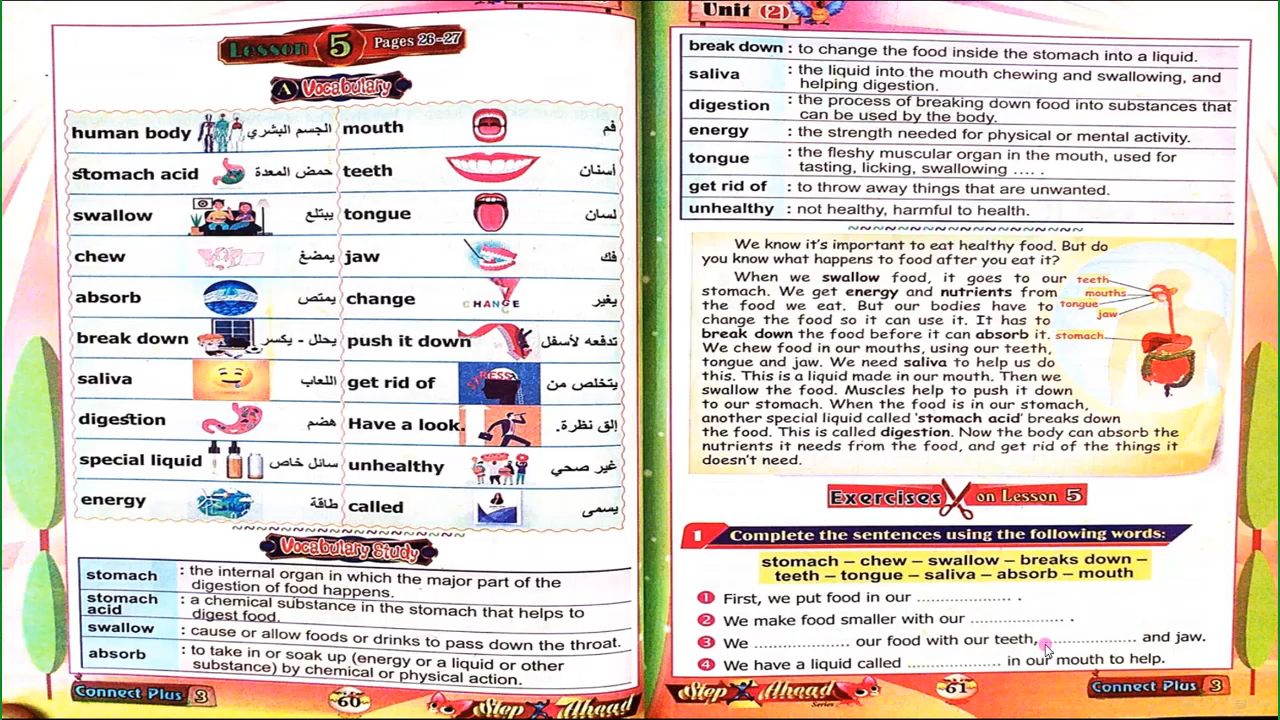 Lesson 5 Pages 26-27
A Vocabulary
human body الجسم البشري mouth فم
stomach acid حمض المعدة teeth أسنان
swallow يبتلع tongue لسان
chew يمضغ jaw فك
absorb يمتص change يغير
CHANGE
break down يحلل - يكسر push it down تدفعه لأسفل
saliva اللعاب get rid of يتخلص من
STRESS
digestion هضم Have a look. إلق نظرة.
special liquid سائل خاص unhealthy غير صحي
energy طاقة called يسمى
Vocabulary Study
stomach : the internal organ in which the major part of the
digestion of food happens.
stomach acid : a chemical substance in the stomach that helps to
digest food.
swallow : cause or allow foods or drinks to pass down the throat.
absorb : to take in or soak up (energy or a liquid or other
substance) by chemical or physical action.
Connect Plus 3 60 Step Ahead
Series
Unit (2)
break down : to change the food inside the stomach into a liquid.
saliva : the liquid into the mouth chewing and swallowing, and
helping digestion.
digestion : the process of breaking down food into substances that
can be used by the body.
energy : the strength needed for physical or mental activity.
tongue : the fleshy muscular organ in the mouth, used for
tasting, licking, swallowing .... .
get rid of : to throw away things that are unwanted.
unhealthy : not healthy, harmful to health.
We know it's important to eat healthy food. But do
you know what happens to food after you eat it?
When we swallow food, it goes to our
stomach. We get energy and nutrients from
the food we eat. But our bodies have to
change the food so it can use it. It has to
break down the food before it can absorb it.
We chew food in our mouths, using our teeth,
tongue and jaw. We need saliva to help us do
this. This is a liquid made in our mouth. Then we
swallow the food. Muscles help to push it down
to our stomach. When the food is in our stomach,
another special liquid called 'stomach acid' breaks down
the food. This is called digestion. Now the body can absorb the
nutrients it needs from the food, and get rid of the things it
doesn't need.
teeth
mouths
tongue
jaw
stomach
Exercises on Lesson 5
1 Complete the sentences using the following words:
stomach – chew – swallow – breaks down –
teeth – tongue – saliva – absorb – mouth
1 First, we put food in our .................... .
2 We make food smaller with our .................... .
3 We .................... our food with our teeth, .................... and jaw.
4 We have a liquid called .................... in our mouth to help.
Step Ahead Series 61 Connect Plus 3